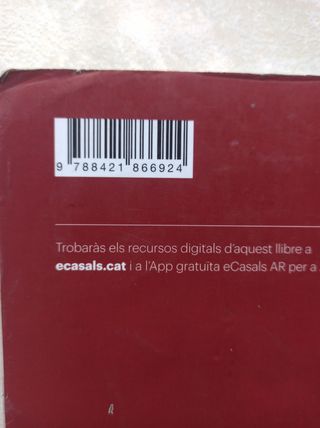 9 788421 866924
Trobaràs els recursos digitals d'aquest llibre a
ecasals.cat i a l'App gratuïta eCasals AR per a